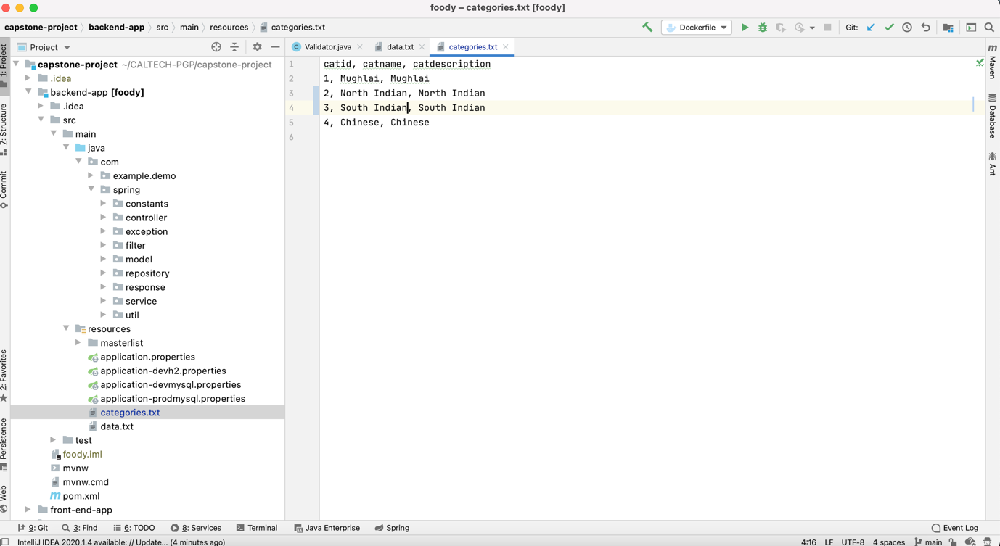 foody – categories.txt [foody]
capstone-project backend-app src main resources categories.txt
Dockerfile Git:
Project
Validator.java data.txt categories.txt
1: Project
7: Structure
Commit
2: Favorites
Persistence
Web
capstone-project ~/CALTECH-PGP/capstone-project
.idea
backend-app [foody]
.idea
src
main
java
com
example.demo
spring
constants
controller
exception
filter
model
repository
response
service
util
resources
masterlist
application.properties
application-devh2.properties
application-devmysql.properties
application-prodmysql.properties
categories.txt
data.txt
test
foody.iml
mvnw
mvnw.cmd
pom.xml
front-end-app
1 catid, catname, catdescription
2 1, Mughlai, Mughlai
3 2, North Indian, North Indian
4 3, South Indian, South Indian
5 4, Chinese, Chinese
6
Maven
Database
Ant
9: Git 3: Find 6: TODO 8: Services Terminal Java Enterprise Spring Event Log
IntelliJ IDEA 2020.1.4 available: // Update... (4 minutes ago) 4:16 LF UTF-8 4 spaces main